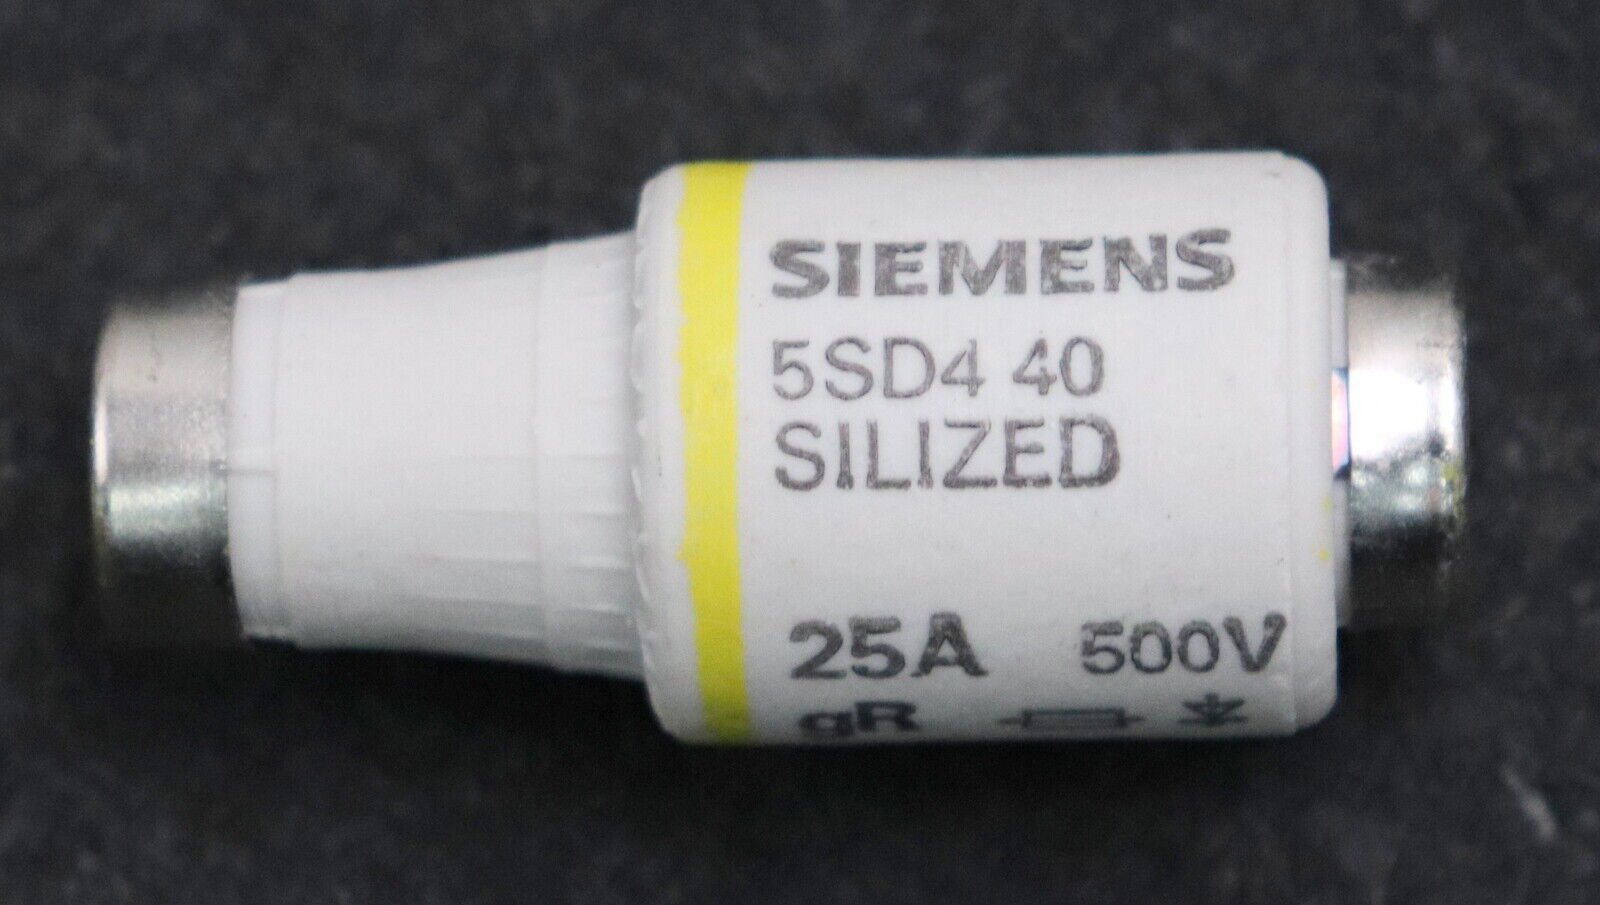 SIEMENS
5SD4 40
SILIZED
25A 500V
gR